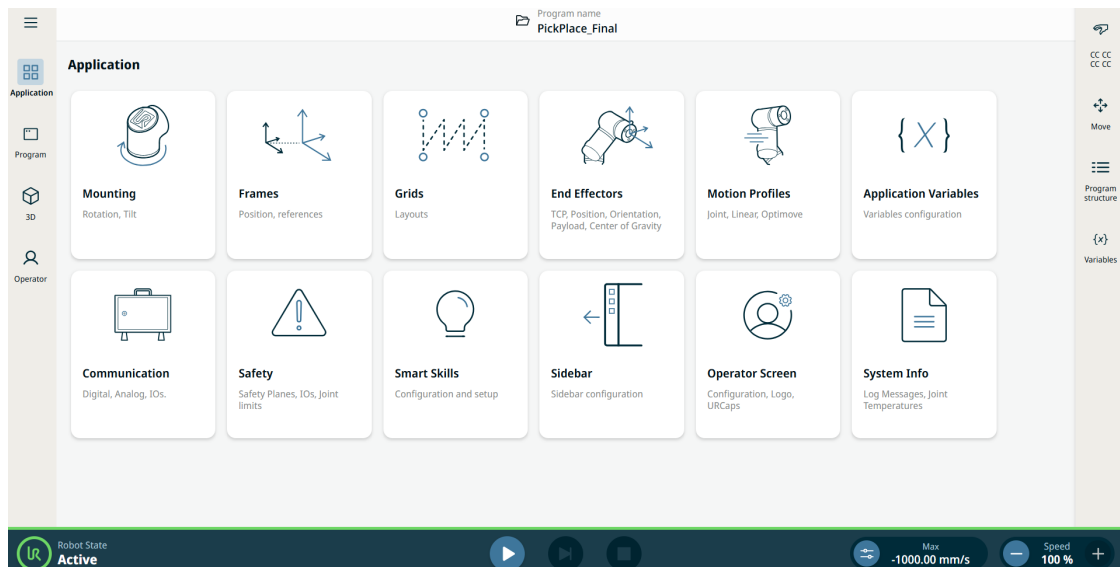 Program name
PickPlace_Final
Application
Program
3D
Operator
Application
Mounting
Rotation, Tilt
Frames
Position, references
Grids
Layouts
End Effectors
TCP, Position, Orientation,
Payload, Center of Gravity
Motion Profiles
Joint, Linear, Optimove
{X}
Application Variables
Variables configuration
Communication
Digital, Analog, IOs.
Safety
Safety Planes, IOs, Joint
limits
Smart Skills
Configuration and setup
Sidebar
Sidebar configuration
Operator Screen
Configuration, Logo,
URCaps
System Info
Log Messages, Joint
Temperatures
CC CC
CC CC
Move
Program
structure
{x}
Variables
UR
Robot State
Active
Max
-1000.00 mm/s
Speed
100 %